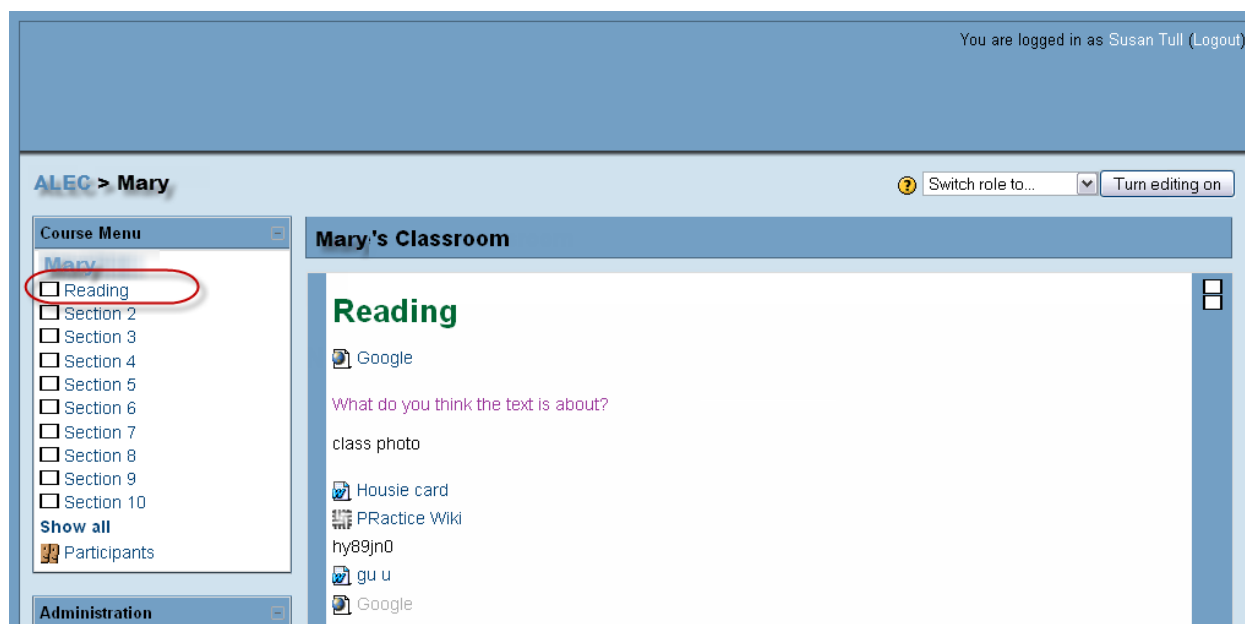 You are logged in as Susan Tull (Logout)
ALEC > Mary
Switch role to...
Turn editing on
Course Menu
Mary
Reading
Section 2
Section 3
Section 4
Section 5
Section 6
Section 7
Section 8
Section 9
Section 10
Show all
Participants
Administration
Mary's Classroom
Reading
Google
What do you think the text is about?
class photo
Housie card
PRactice Wiki
hy89jn0
gu u
Google